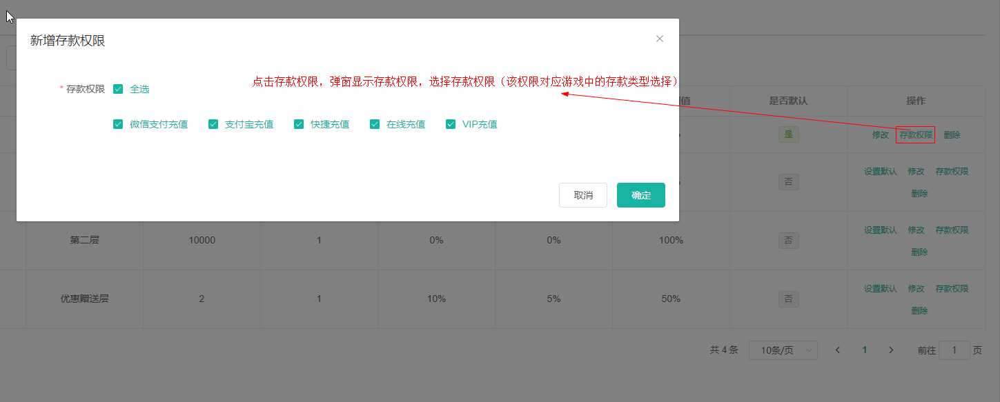 新增存款权限
点击存款权限，弹窗显示存款权限，选择存款权限（该权限对应游戏中的存款类型选择）
* 存款权限 全选
值 是否默认 操作
微信支付充值 支付宝充值 快捷充值 在线充值 VIP充值
是 修改 存款权限 删除
否 设置默认 修改 存款权限
删除
取消 确定
第二层 10000 1 0% 0% 100% 否 设置默认 修改 存款权限
删除
优惠赠送层 2 1 10% 5% 50% 否 设置默认 修改 存款权限
删除
共 4 条 10条/页 1 前往 1 页